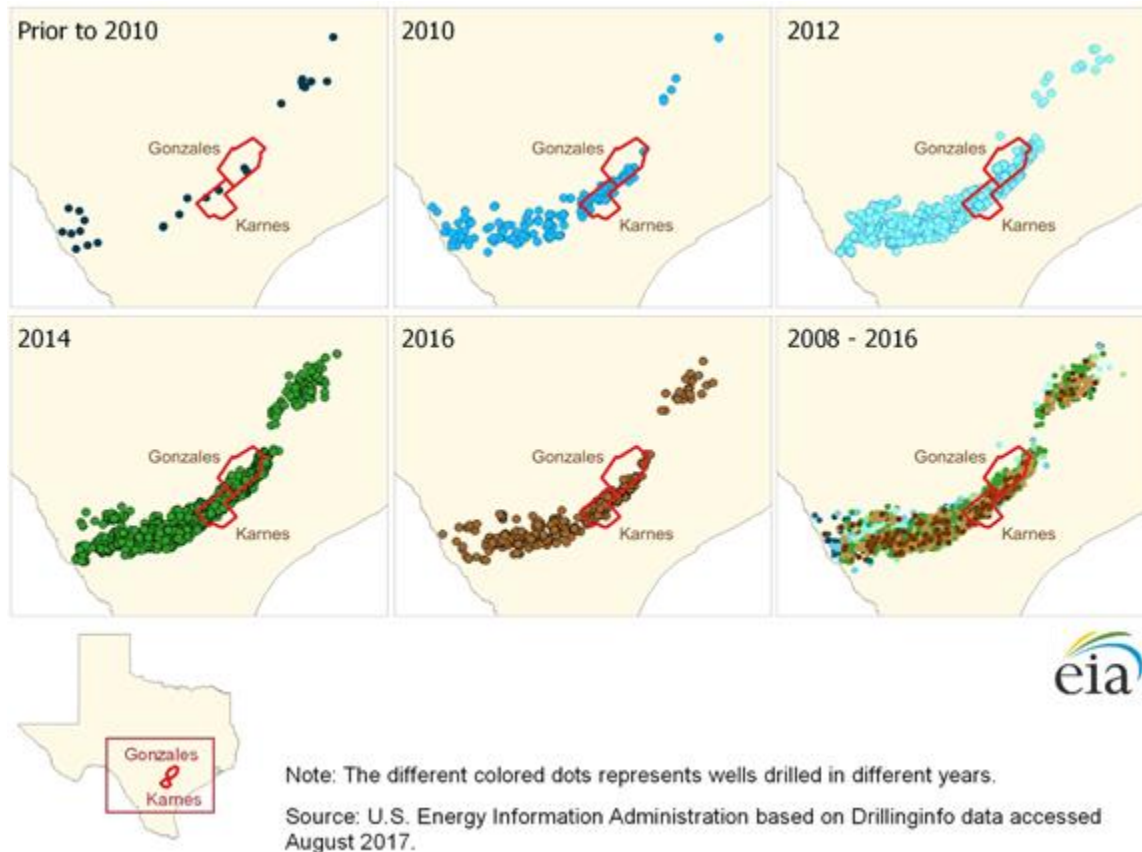 Prior to 2010
Gonzales
Karnes
2010
Gonzales
Karnes
2012
Gonzales
Karnes
2014
Gonzales
Karnes
2016
Gonzales
Karnes
2008 - 2016
Gonzales
Karnes
eia
Gonzales
Karnes
Note: The different colored dots represents wells drilled in different years.
Source: U.S. Energy Information Administration based on Drillinginfo data accessed
August 2017.